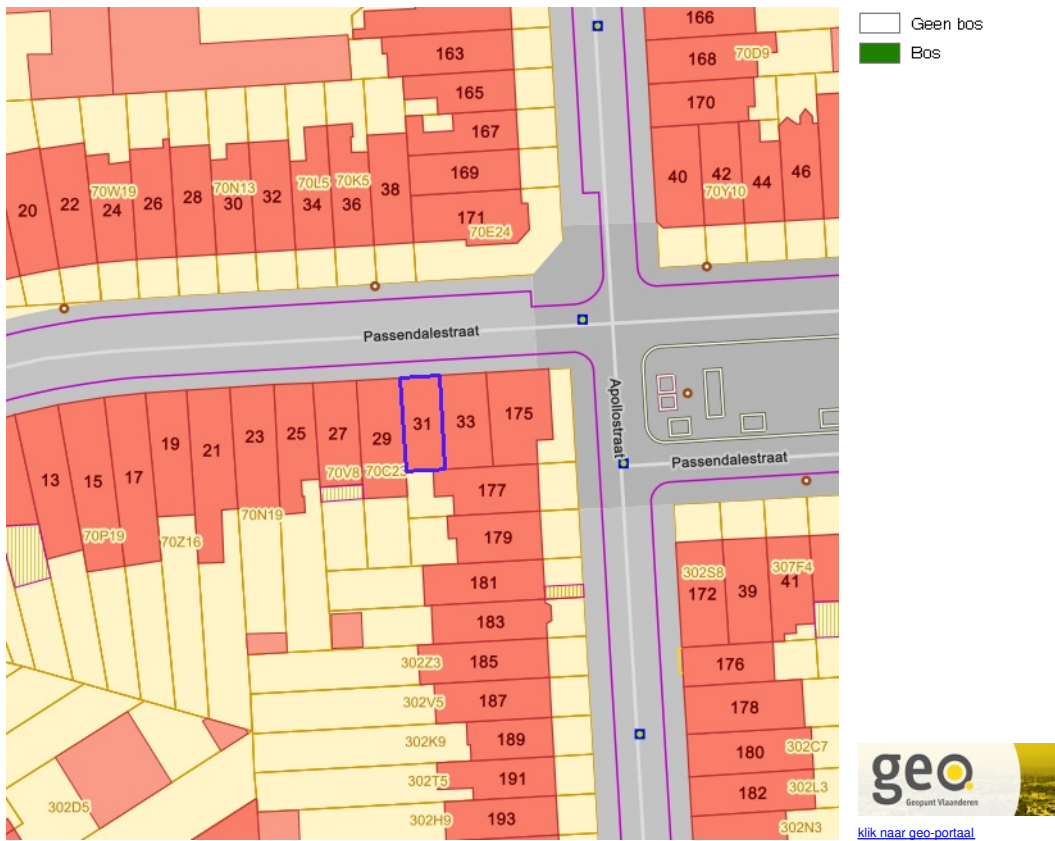 166
Geen bos
163
168
70D9
Bos
165
170
167
169
40
42
44
46
70Y10
20
22
70W19
24
26
28
70N13
30
32
70L5
34
70K5
36
38
171
70E24
Passendalestraat
Apollostraat
13
15
17
19
21
23
25
27
29
31
33
175
70V8
70C23
Passendalestraat
177
70P19
70Z16
70N19
179
181
302S8
172
39
307F4
41
183
302Z3
185
176
302V5
187
178
302K9
189
180
302C7
302T5
191
182
302L3
302D5
302H9
193
302N3
geo
Geopunt Vlaanderen
klik naar geo-portaal